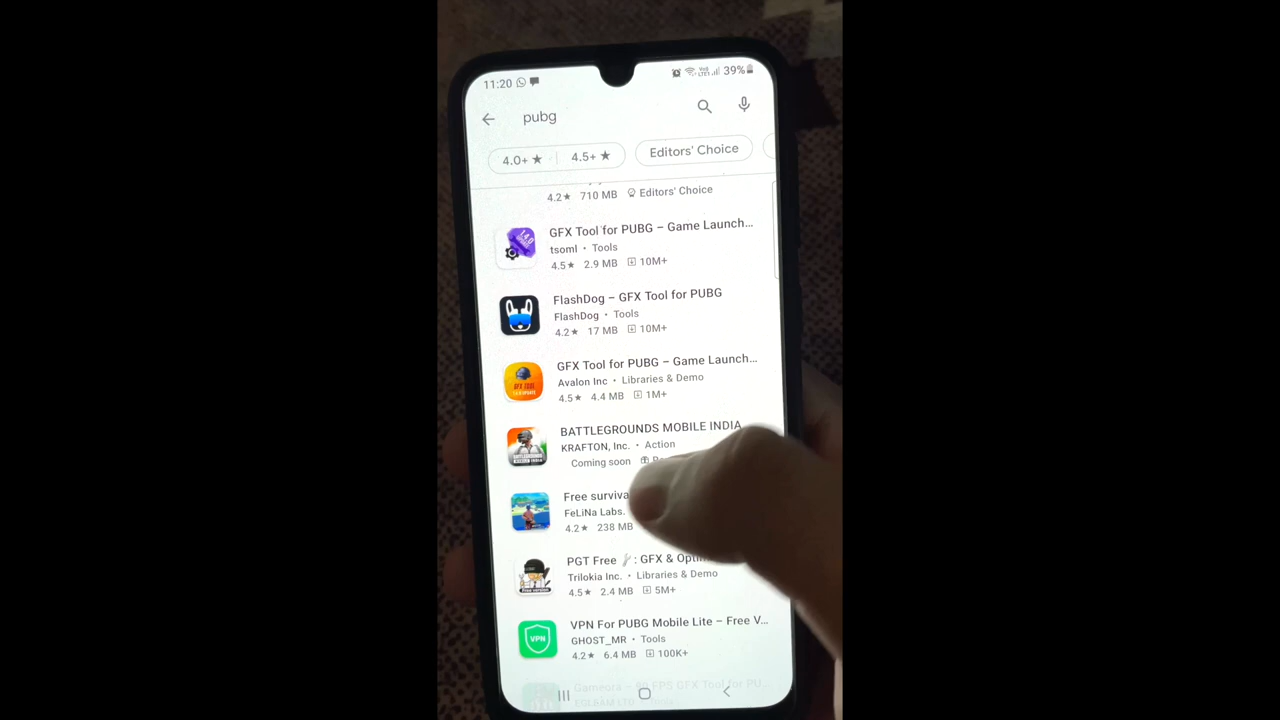 11:20 39%
pubg
4.0+ ★ 4.5+ ★ Editors' Choice
4.2★ 710 MB Editors' Choice
GFX Tool for PUBG – Game Launch...
tsoml • Tools
4.5★ 2.9 MB 10M+
FlashDog – GFX Tool for PUBG
FlashDog • Tools
4.2★ 17 MB 10M+
GFX Tool for PUBG – Game Launch...
Avalon Inc • Libraries & Demo
4.5★ 4.4 MB 1M+
BATTLEGROUNDS MOBILE INDIA
KRAFTON, Inc. • Action
Coming soon
Free
FeLiNa Labs.
4.2★ 238 MB
PGT Free : GFX &
Trilokia Inc. • Libraries & Demo
4.5★ 2.4 MB 5M+
VPN For PUBG Mobile Lite – Free V...
VPN
GHOST_MR • Tools
4.2★ 6.4 MB 100K+